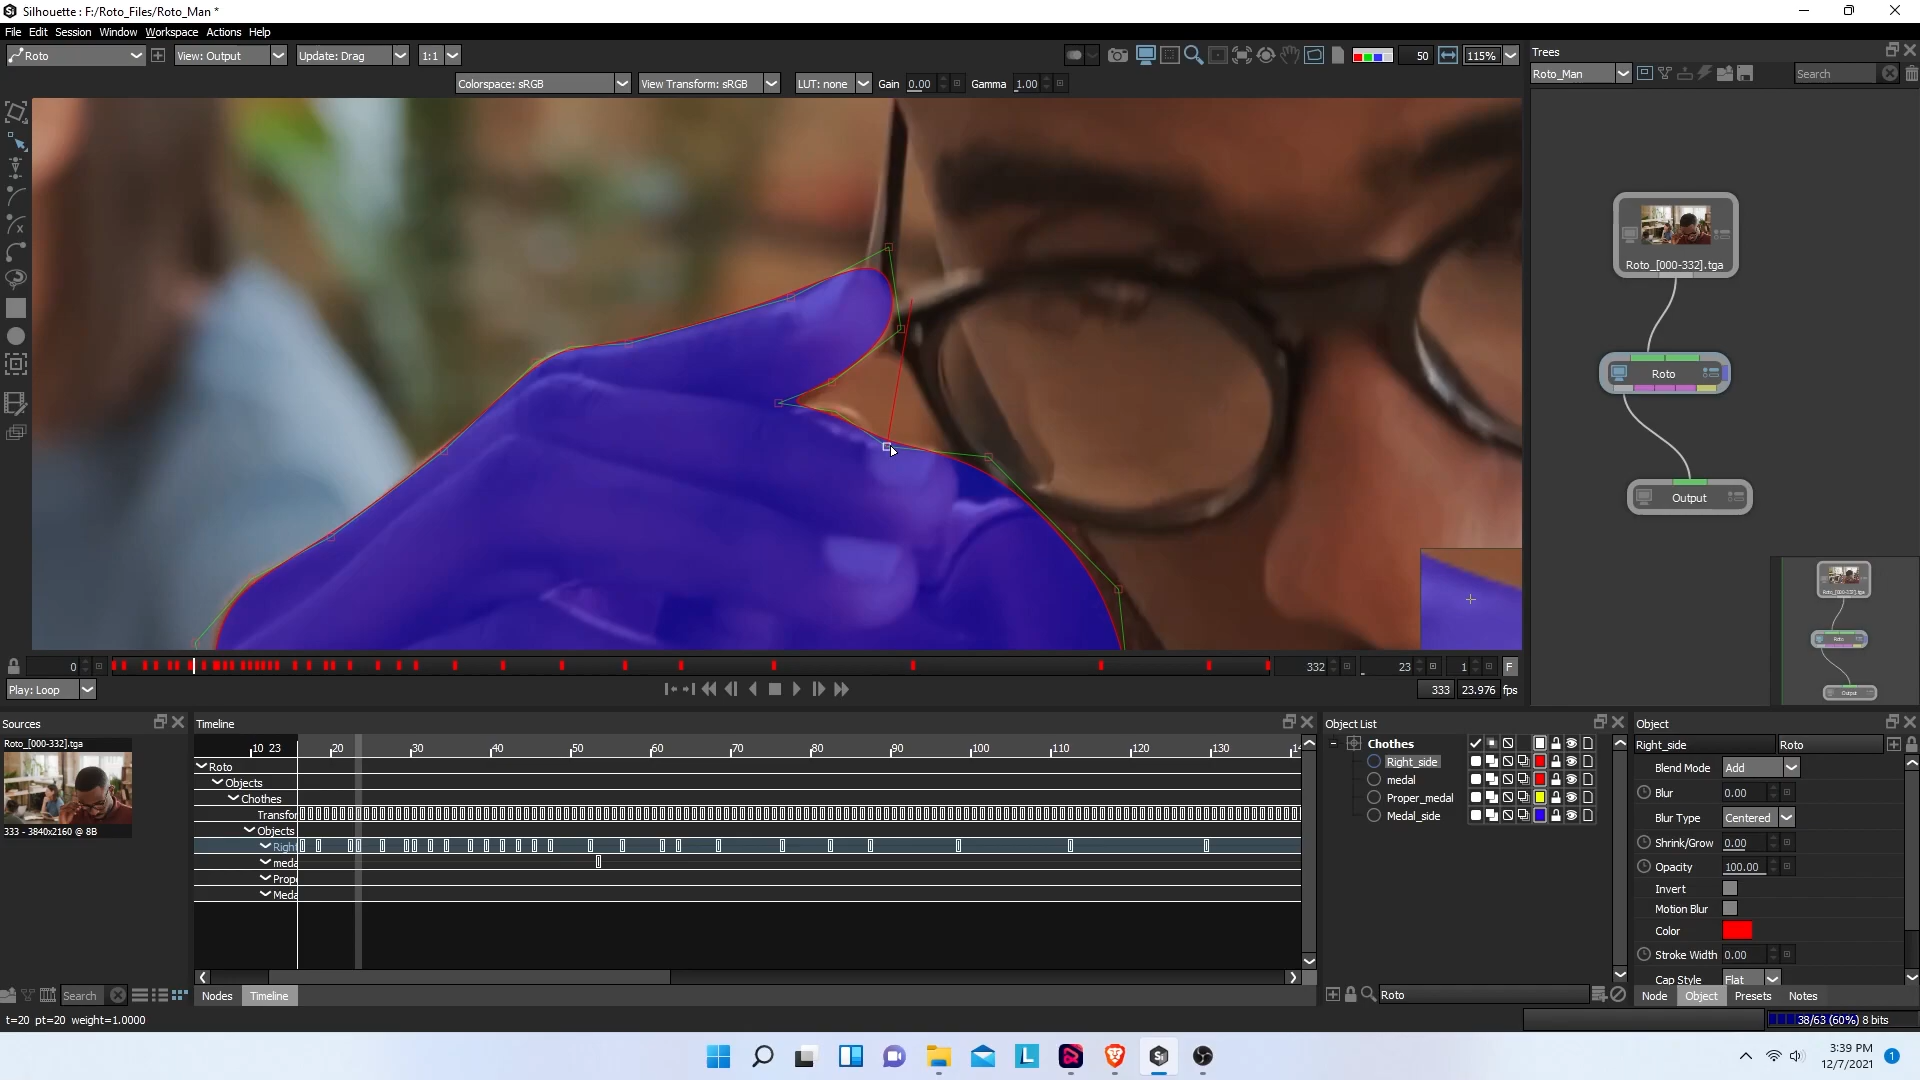 Silhouette : F:/Roto_Files/Roto_Man *
File Edit Session Window Workspace Actions Help
Roto View: Output Update: Drag 1:1 50 115%
Colorspace: sRGB View Transform: sRGB LUT: none Gain 0.00 Gamma 1.00
Trees
Roto_Man Search
Roto_[000-332].tga
Roto
Output
0 332 23 1 F
Play: Loop 333 23.976 fps
Sources
Roto_[000-332].tga
333 - 3840x2160 @ 8B
Search
Timeline
10 23 20 30 40 50 60 70 80 90 100 110 120 130
Roto
Objects
Clothes
Transfor
Objects
Right
meda
Prop
Meda
Nodes Timeline
Object List
Clothes
Right_side
medal
Proper_medal
Medal_side
Roto
Object
Right_side Roto
Blend Mode Add
Blur 0.00
Blur Type Centered
Shrink/Grow 0.00
Opacity 100.00
Invert
Motion Blur
Color
Stroke Width 0.00
Cap Style Flat
Node Object Presets Notes
t=20 pt=20 weight=1.0000
38/63 (60%) 8 bits
3:39 PM
12/7/2021
1